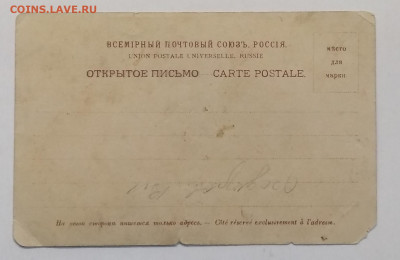 COINS.LAVE.RU
ВСЕМІРНЫЙ ПОЧТОВЫЙ СОЮЗЪ. РОССІЯ.
UNION POSTALE UNIVERSELLE. RUSSIE
ОТКРЫТОЕ ПИСЬМО — CARTE POSTALE.
мѣсто
для
марки
На этой сторонѣ пишется только адресъ. — Côté réservé exclusivement à l'adresse.